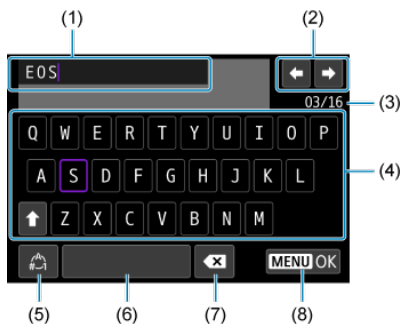 (1) (2)
EOS
03/16 (3)
Q W E R T Y U I O P
A S D F G H J K L (4)
Z X C V B N M
MENU OK
(5) (6) (7) (8)